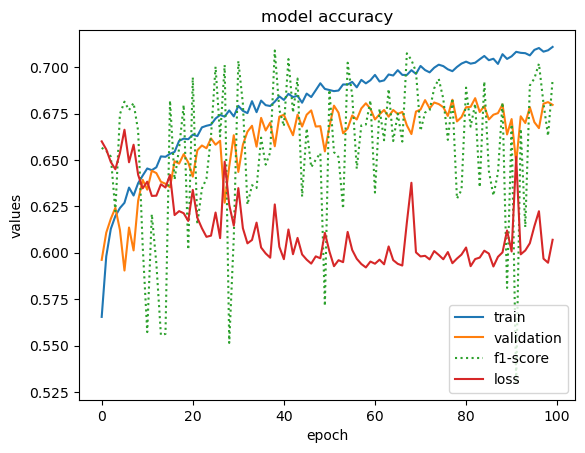 model accuracy
0.700
0.675
0.650
0.625
0.600
0.575
0.550
0.525
values
0 20 40 60 80 100
epoch
train
validation
f1-score
loss